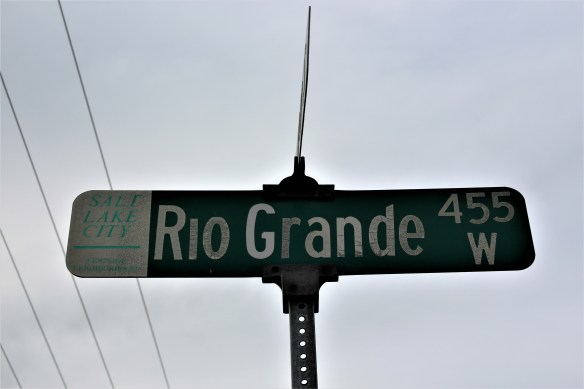 SALT
LAKE
CITY
RIO GRANDE
455
W